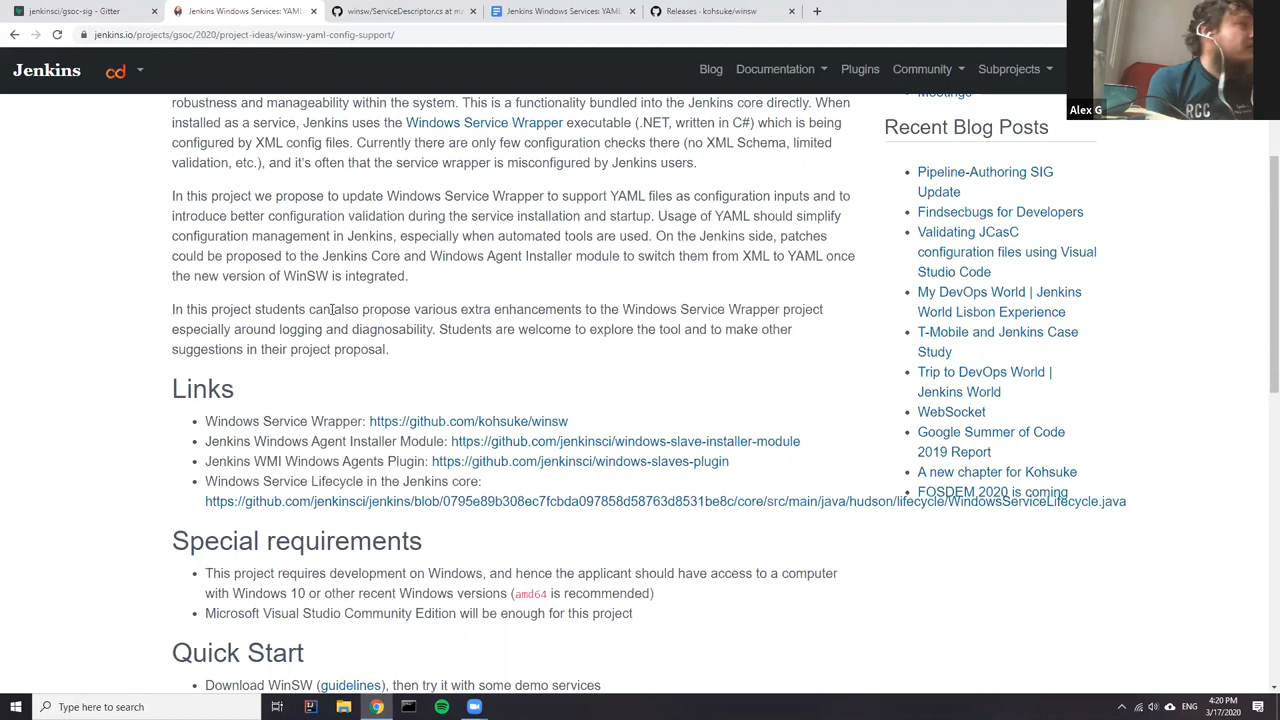 jenkinsci/gsoc-sig - Gitter
Jenkins Windows Services: YAML
winsw/ServiceDescriptor.cs at m
Jenkins Windows Services: YAML
Releases · kohsuke/winsw
jenkins.io/projects/gsoc/2020/project-ideas/winsw-yaml-config-support/
Jenkins
cd
Blog
Documentation
Plugins
Community
Subprojects
Alex G
RCC
robustness and manageability within the system. This is a functionality bundled into the Jenkins core directly. When
installed as a service, Jenkins uses the Windows Service Wrapper executable (.NET, written in C#) which is being
configured by XML config files. Currently there are only few configuration checks there (no XML Schema, limited
validation, etc.), and it's often that the service wrapper is misconfigured by Jenkins users.
In this project we propose to update Windows Service Wrapper to support YAML files as configuration inputs and to
introduce better configuration validation during the service installation and startup. Usage of YAML should simplify
configuration management in Jenkins, especially when automated tools are used. On the Jenkins side, patches
could be proposed to the Jenkins Core and Windows Agent Installer module to switch them from XML to YAML once
the new version of WinSW is integrated.
In this project students can also propose various extra enhancements to the Windows Service Wrapper project
especially around logging and diagnosability. Students are welcome to explore the tool and to make other
suggestions in their project proposal.
Links
• Windows Service Wrapper: https://github.com/kohsuke/winsw
• Jenkins Windows Agent Installer Module: https://github.com/jenkinsci/windows-slave-installer-module
• Jenkins WMI Windows Agents Plugin: https://github.com/jenkinsci/windows-slaves-plugin
• Windows Service Lifecycle in the Jenkins core:
https://github.com/jenkinsci/jenkins/blob/0795e89b308ec7fcbda097858d58763d8531be8c/core/src/main/java/hudson/lifecycle/WindowsServiceLifecycle.java
Special requirements
• This project requires development on Windows, and hence the applicant should have access to a computer
with Windows 10 or other recent Windows versions (amd64 is recommended)
• Microsoft Visual Studio Community Edition will be enough for this project
Quick Start
• Download WinSW (guidelines), then try it with some demo services
Meetings
Recent Blog Posts
• Pipeline-Authoring SIG
Update
• Findsecbugs for Developers
• Validating JCasC
configuration files using Visual
Studio Code
• My DevOps World | Jenkins
World Lisbon Experience
• T-Mobile and Jenkins Case
Study
• Trip to DevOps World |
Jenkins World
• WebSocket
• Google Summer of Code
2019 Report
• A new chapter for Kohsuke
• FOSDEM 2020 is coming
Type here to search
ENG
4:20 PM
3/17/2020